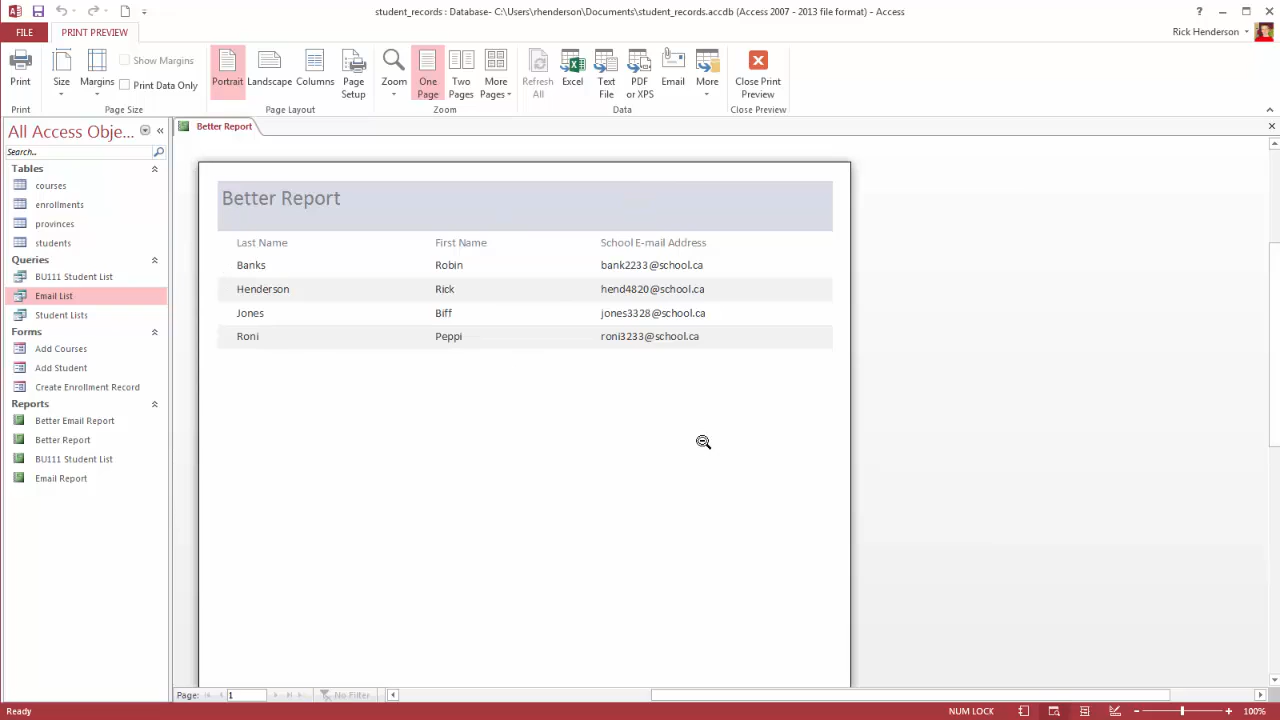 student_records : Database- C:\Users\rhenderson\Documents\student_records.accdb (Access 2007 - 2013 file format) - Access
FILE PRINT PREVIEW Rick Henderson
Print Size Margins Show Margins Print Data Only Portrait Landscape Columns Page Setup Zoom One Page Two Pages More Pages Refresh All Excel Text File PDF or XPS Email More Close Print Preview
Print Page Size Page Layout Zoom Data Close Preview
All Access Obje...
Search...
Tables
courses
enrollments
provinces
students
Queries
BU111 Student List
Email List
Student Lists
Forms
Add Courses
Add Student
Create Enrollment Record
Reports
Better Email Report
Better Report
BU111 Student List
Email Report
Better Report
Better Report
Last Name First Name School E-mail Address
Banks Robin bank2233@school.ca
Henderson Rick hend4820@school.ca
Jones Biff jones3328@school.ca
Roni Peppi roni3233@school.ca
Page: 1 No Filter
Ready NUM LOCK 100%